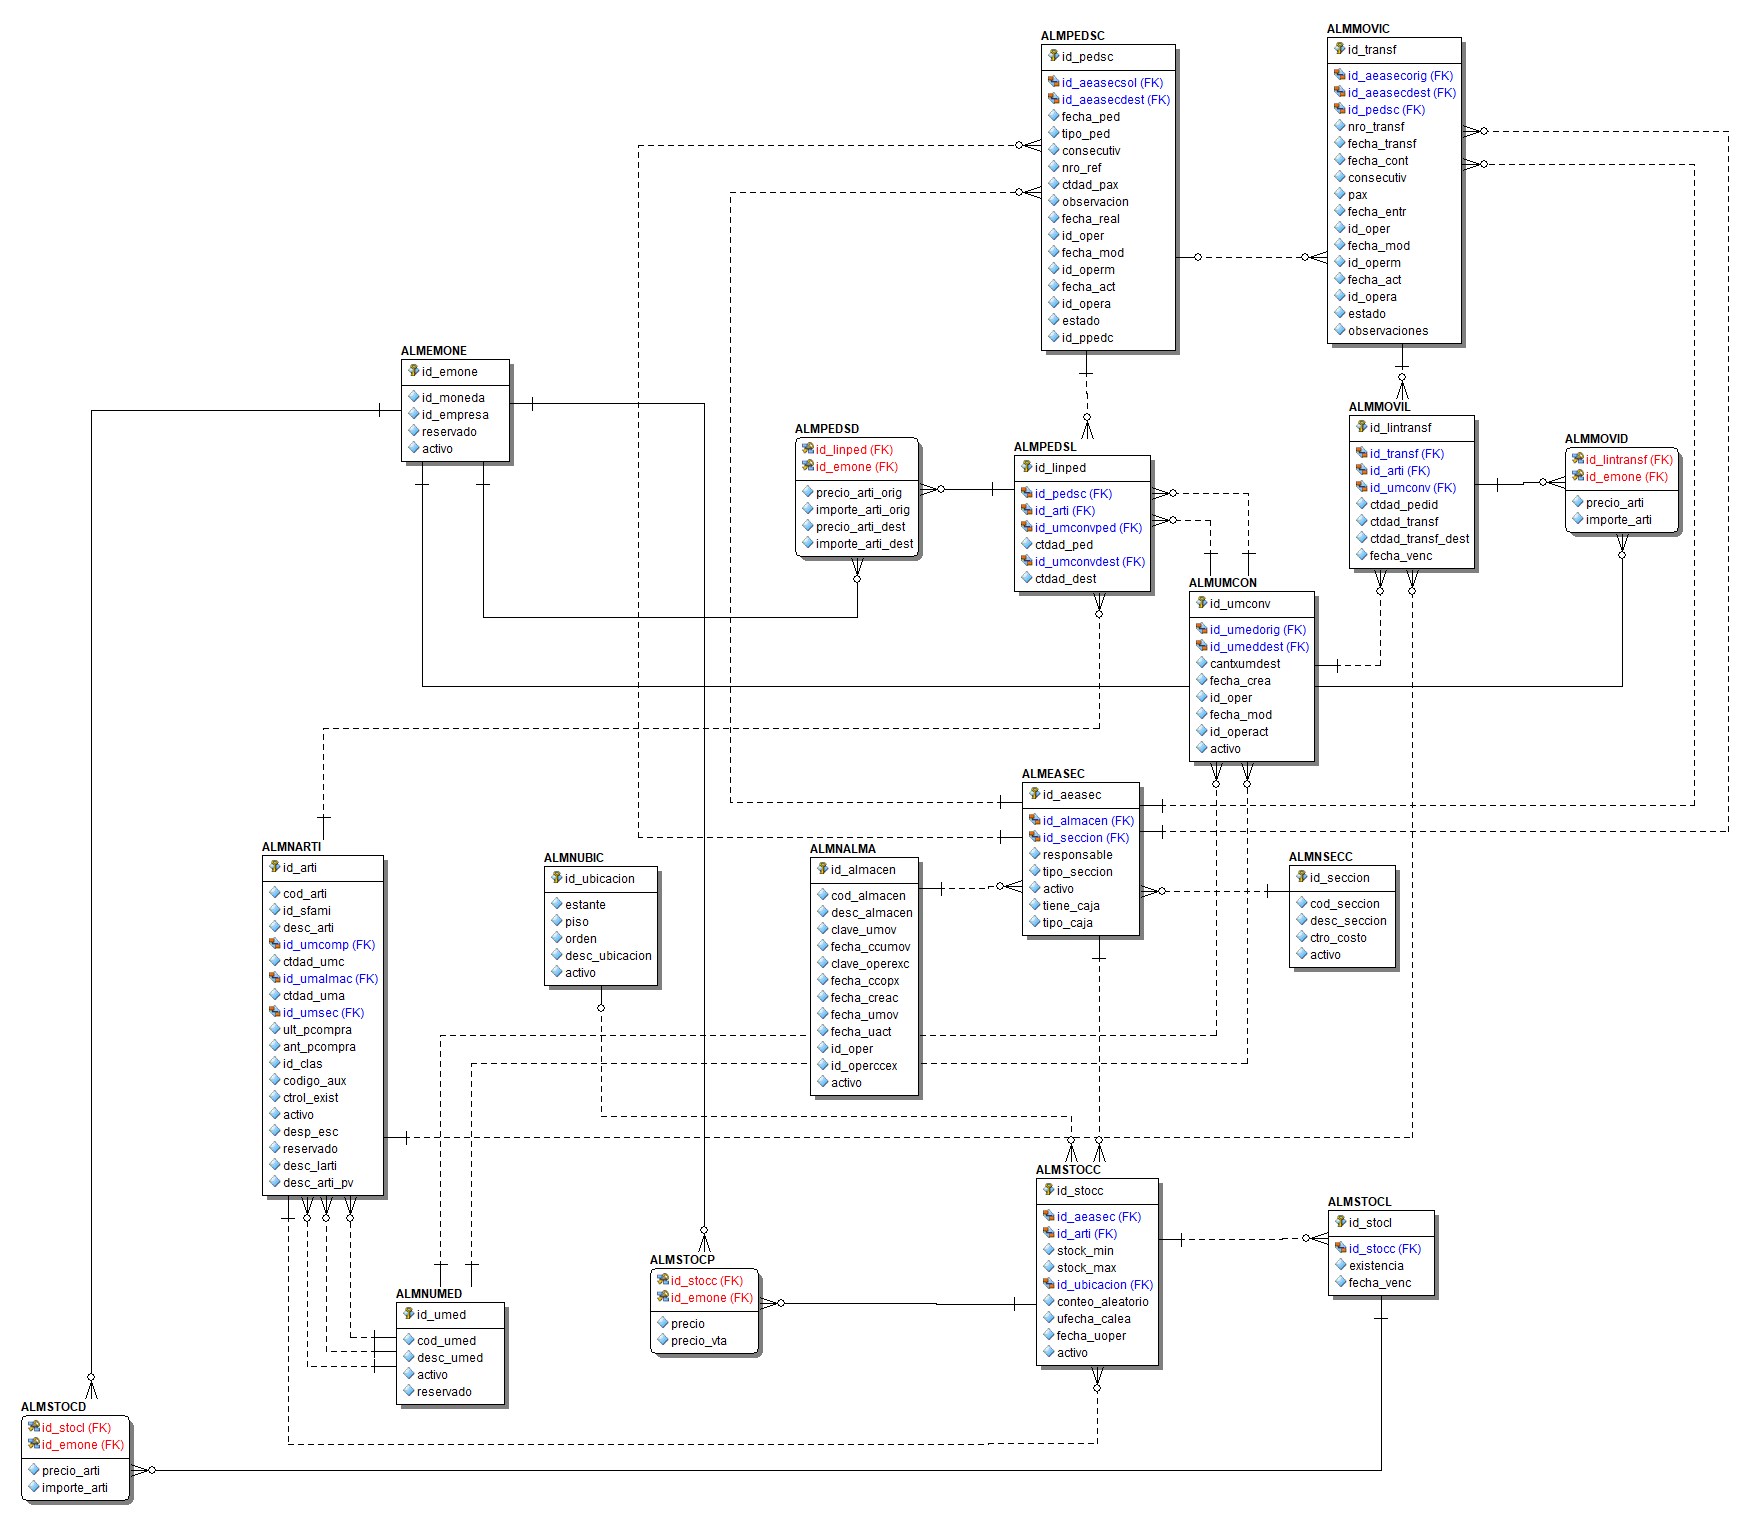 ALMPEDSC
id_pedsc
id_aeasecsol (FK)
id_aeasecdest (FK)
fecha_ped
tipo_ped
consecutiv
nro_ref
ctdad_pax
observacion
fecha_real
id_oper
fecha_mod
id_operm
fecha_act
id_opera
estado
id_ppedc
ALMMOVIC
id_transf
id_aeasecorig (FK)
id_aeasecdest (FK)
id_pedsc (FK)
nro_transf
fecha_transf
fecha_cont
consecutiv
pax
fecha_entr
id_oper
fecha_mod
id_operm
fecha_act
id_opera
estado
observaciones
ALMEMONE
id_emone
id_moneda
id_empresa
reservado
activo
ALMPEDSD
id_linped (FK)
id_emone (FK)
precio_arti_orig
importe_arti_orig
precio_arti_dest
importe_arti_dest
ALMPEDSL
id_linped
id_pedsc (FK)
id_arti (FK)
id_umconvped (FK)
ctdad_ped
id_umconvdest (FK)
ctdad_dest
ALMMOVIL
id_lintransf
id_transf (FK)
id_arti (FK)
id_umconv (FK)
ctdad_pedid
ctdad_transf
ctdad_transf_dest
fecha_venc
ALMMOVID
id_lintransf (FK)
id_emone (FK)
precio_arti
importe_arti
ALMUMCON
id_umconv
id_umedorig (FK)
id_umeddest (FK)
cantxumdest
fecha_crea
id_oper
fecha_mod
id_operact
activo
ALMEASEC
id_aeasec
id_almacen (FK)
id_seccion (FK)
responsable
tipo_seccion
activo
tiene_caja
tipo_caja
ALMNARTI
id_arti
cod_arti
id_sfami
desc_arti
id_umcomp (FK)
ctdad_umc
id_umalmac (FK)
ctdad_uma
id_umsec (FK)
ult_pcompra
ant_pcompra
id_clas
codigo_aux
ctrol_exist
activo
desp_esc
reservado
desc_larti
desc_arti_pv
ALMNUBIC
id_ubicacion
estante
piso
orden
desc_ubicacion
activo
ALMNALMA
id_almacen
cod_almacen
desc_almacen
clave_umov
fecha_ccumov
clave_operexc
fecha_ccopx
fecha_creac
fecha_umov
fecha_uact
id_oper
id_operccex
activo
ALMNSECC
id_seccion
cod_seccion
desc_seccion
ctro_costo
activo
ALMSTOCC
id_stocc
id_aeasec (FK)
id_arti (FK)
stock_min
stock_max
id_ubicacion (FK)
conteo_aleatorio
ufecha_calea
fecha_uoper
activo
ALMSTOCL
id_stocl
id_stocc (FK)
existencia
fecha_venc
ALMSTOCP
id_stocc (FK)
id_emone (FK)
precio
precio_vta
ALMNUMED
id_umed
cod_umed
desc_umed
activo
reservado
ALMSTOCD
id_stocl (FK)
id_emone (FK)
precio_arti
importe_arti